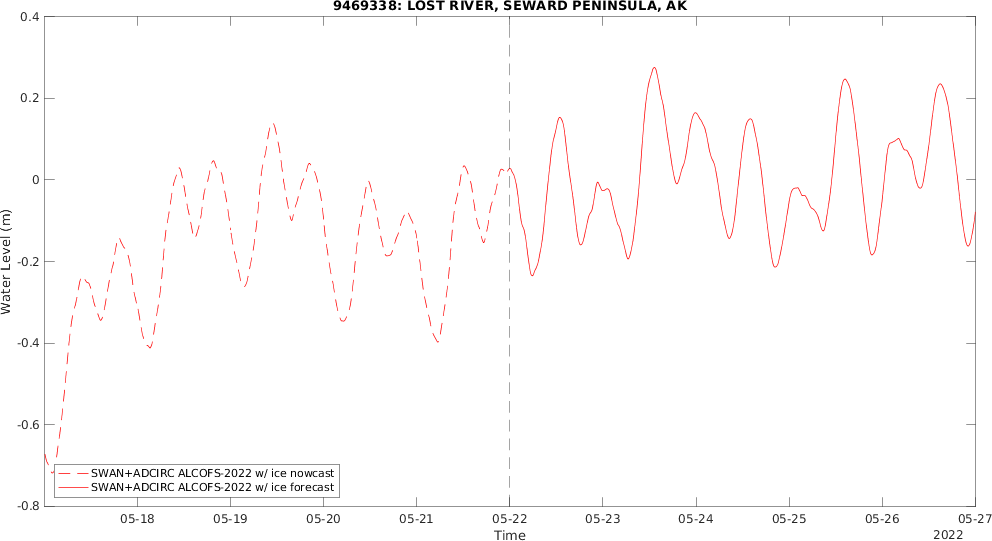 9469338: LOST RIVER, SEWARD PENINSULA, AK
0.4
0.2
0
-0.2
-0.4
-0.6
-0.8
Water Level (m)
SWAN+ADCIRC ALCOFS-2022 w/ ice nowcast
SWAN+ADCIRC ALCOFS-2022 w/ ice forecast
05-18 05-19 05-20 05-21 05-22 05-23 05-24 05-25 05-26 05-27
Time
2022